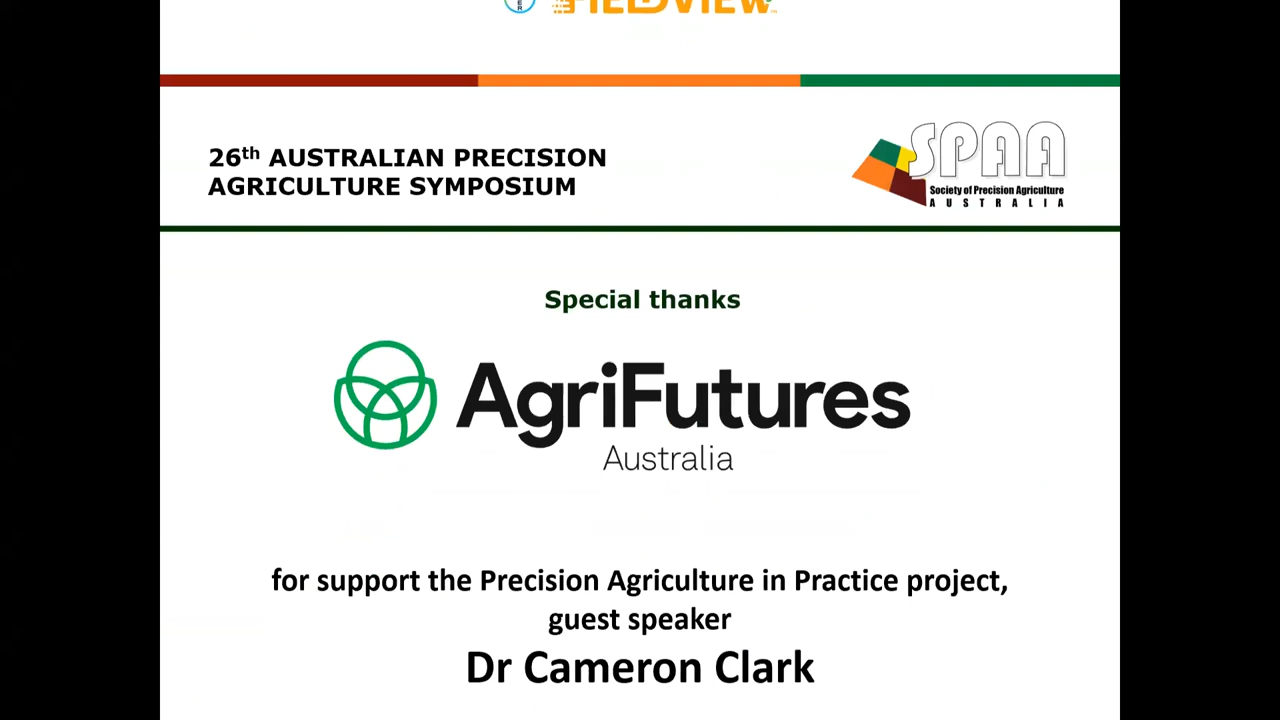 FIELDVIEW
26th AUSTRALIAN PRECISION
AGRICULTURE SYMPOSIUM
SPAA
Society of Precision Agriculture
AUSTRALIA
Special thanks
AgriFutures
Australia
for support the Precision Agriculture in Practice project,
guest speaker
Dr Cameron Clark